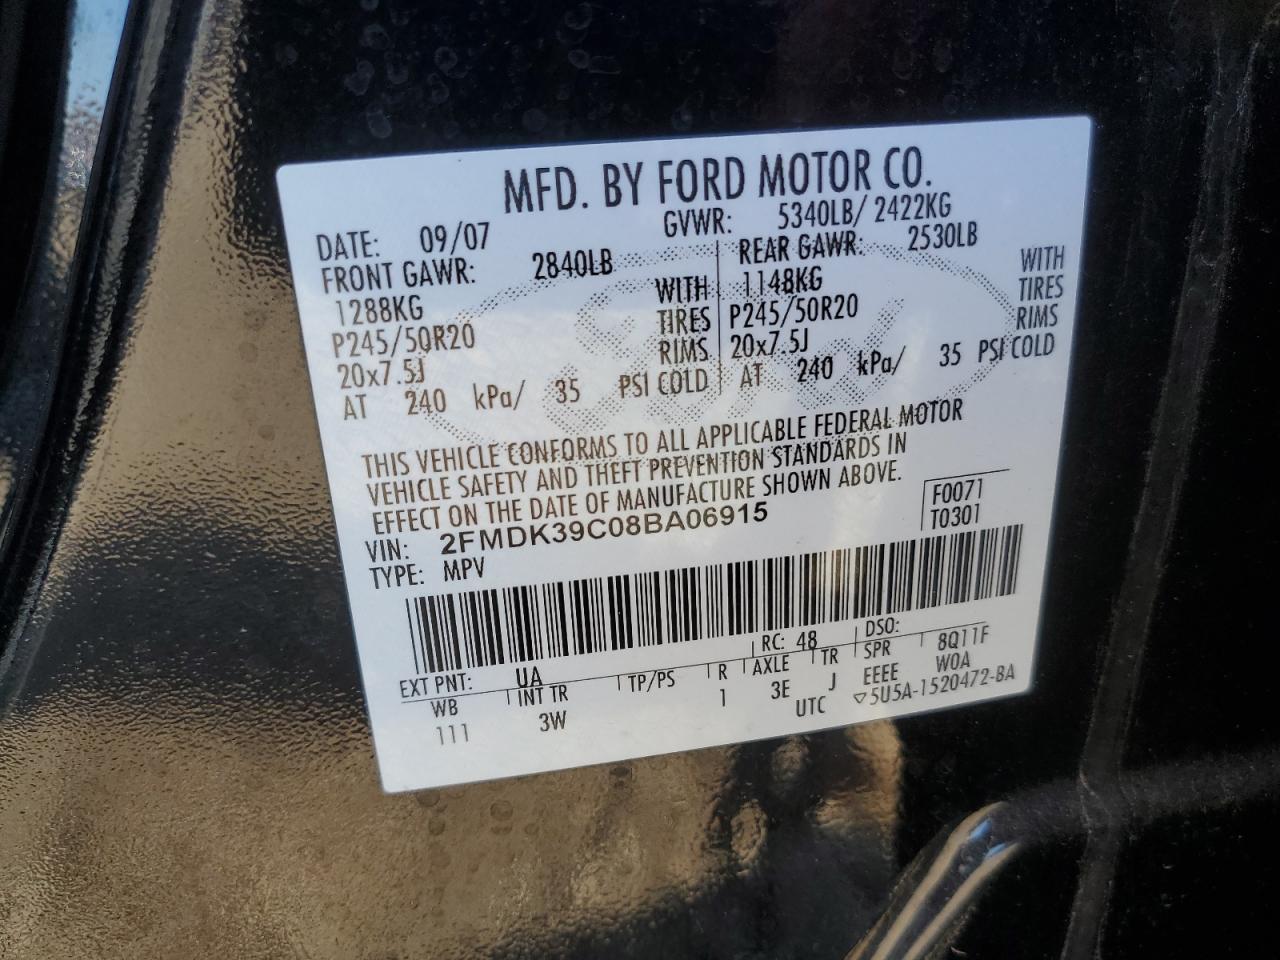 MFD. BY FORD MOTOR CO.
DATE: 09/07 GVWR: 5340LB/ 2422KG
FRONT GAWR: 2840LB REAR GAWR: 2530LB
1288KG WITH 1148KG WITH
P245/50R20 TIRES P245/50R20 TIRES
20x7.5J RIMS 20x7.5J RIMS
AT 240 kPa/ 35 PSI COLD AT 240 kPa/ 35 PSI COLD
THIS VEHICLE CONFORMS TO ALL APPLICABLE FEDERAL MOTOR
VEHICLE SAFETY AND THEFT PREVENTION STANDARDS IN
EFFECT ON THE DATE OF MANUFACTURE SHOWN ABOVE.
VIN: 2FMDK39C08BA06915 F0071
TYPE: MPV T0301
EXT PNT: UA RC: 48 DSO:
WB INT TR TP/PS R AXLE TR SPR 8Q11F
111 3W 1 3E J EEEE W0A
UTC ▽5U5A-1520472-BA